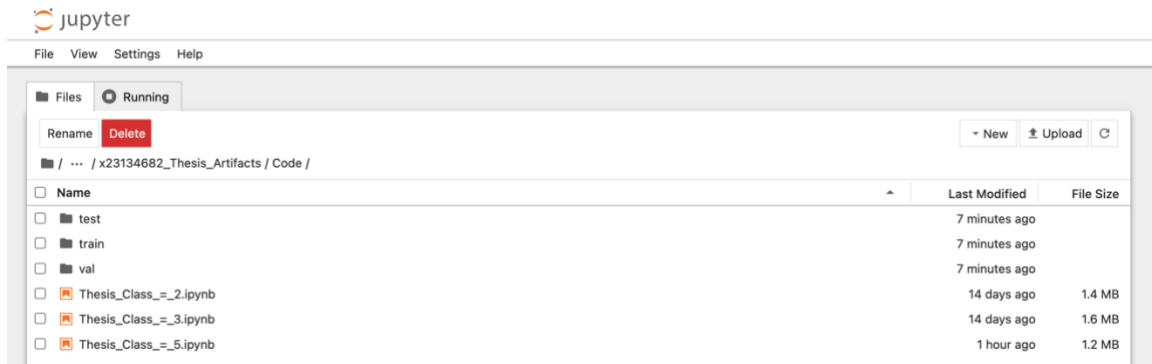 jupyter
File View Settings Help
Files Running
Rename Delete New Upload
/ ··· / x23134682_Thesis_Artifacts / Code /
Name Last Modified File Size
test 7 minutes ago
train 7 minutes ago
val 7 minutes ago
Thesis_Class_=_2.ipynb 14 days ago 1.4 MB
Thesis_Class_=_3.ipynb 14 days ago 1.6 MB
Thesis_Class_=_5.ipynb 1 hour ago 1.2 MB